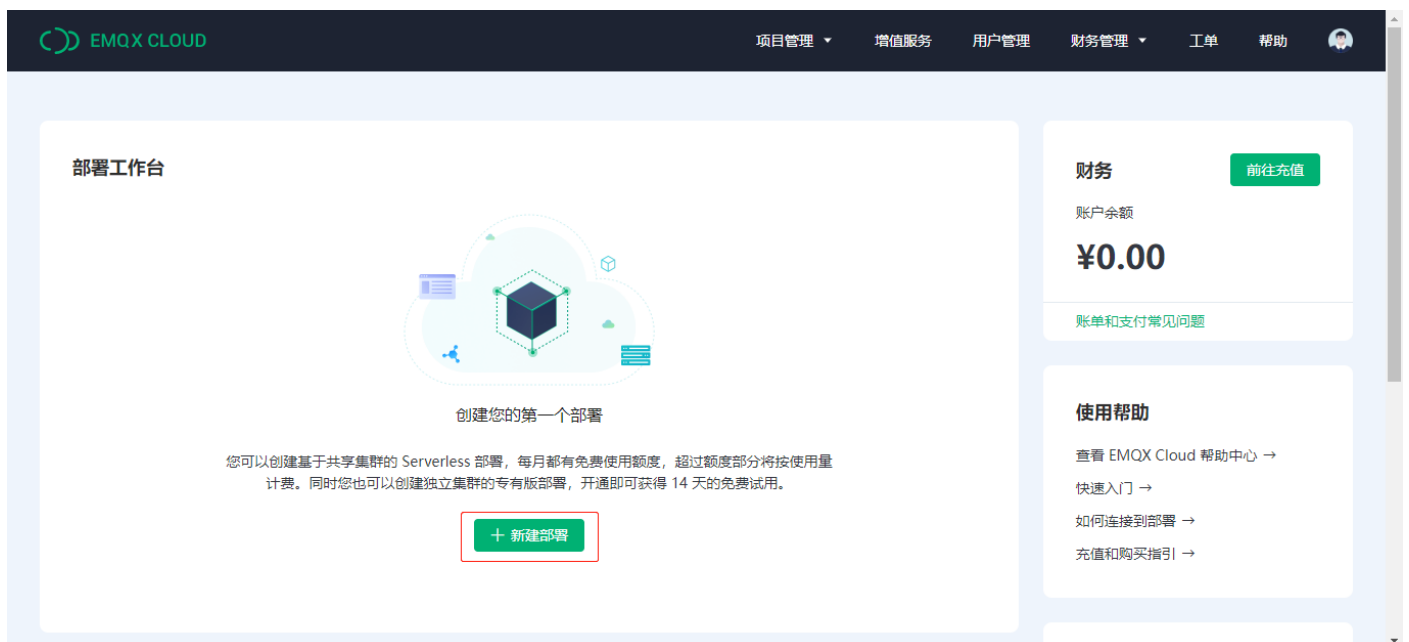 EMQX CLOUD
项目管理
增值服务
用户管理
财务管理
工单
帮助
部署工作台
创建您的第一个部署
您可以创建基于共享集群的 Serverless 部署，每月都有免费使用额度，超过额度部分将按使用量
计费。同时您也可以创建独立集群的专有版部署，开通即可获得 14 天的免费试用。
+ 新建部署
财务
前往充值
账户余额
¥0.00
账单和支付常见问题
使用帮助
查看 EMQX Cloud 帮助中心 →
快速入门 →
如何连接到部署 →
充值和购买指引 →